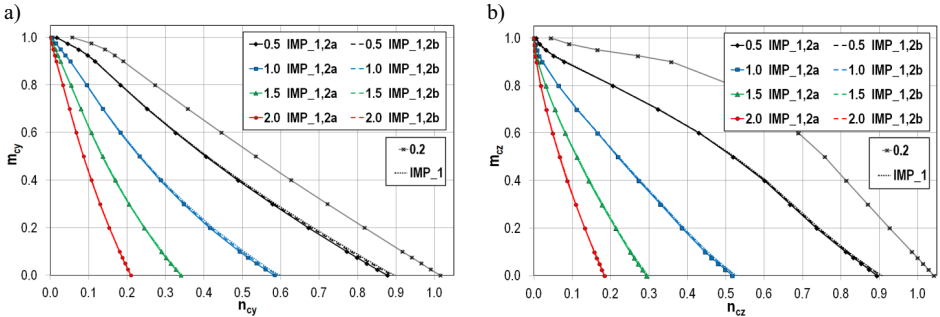 a)
m_cy
1.0
0.8
0.6
0.4
0.2
0.0
0.5 IMP_1,2a 0.5 IMP_1,2b
1.0 IMP_1,2a 1.0 IMP_1,2b
1.5 IMP_1,2a 1.5 IMP_1,2b
2.0 IMP_1,2a 2.0 IMP_1,2b
0.2
IMP_1
0.0 0.1 0.2 0.3 0.4 0.5 0.6 0.7 0.8 0.9 1.0
n_cy
b)
m_cz
1.0
0.8
0.6
0.4
0.2
0.0
0.5 IMP_1,2a 0.5 IMP_1,2b
1.0 IMP_1,2a 1.0 IMP_1,2b
1.5 IMP_1,2a 1.5 IMP_1,2b
2.0 IMP_1,2a 2.0 IMP_1,2b
0.2
IMP_1
0.0 0.1 0.2 0.3 0.4 0.5 0.6 0.7 0.8 0.9 1.0
n_cz